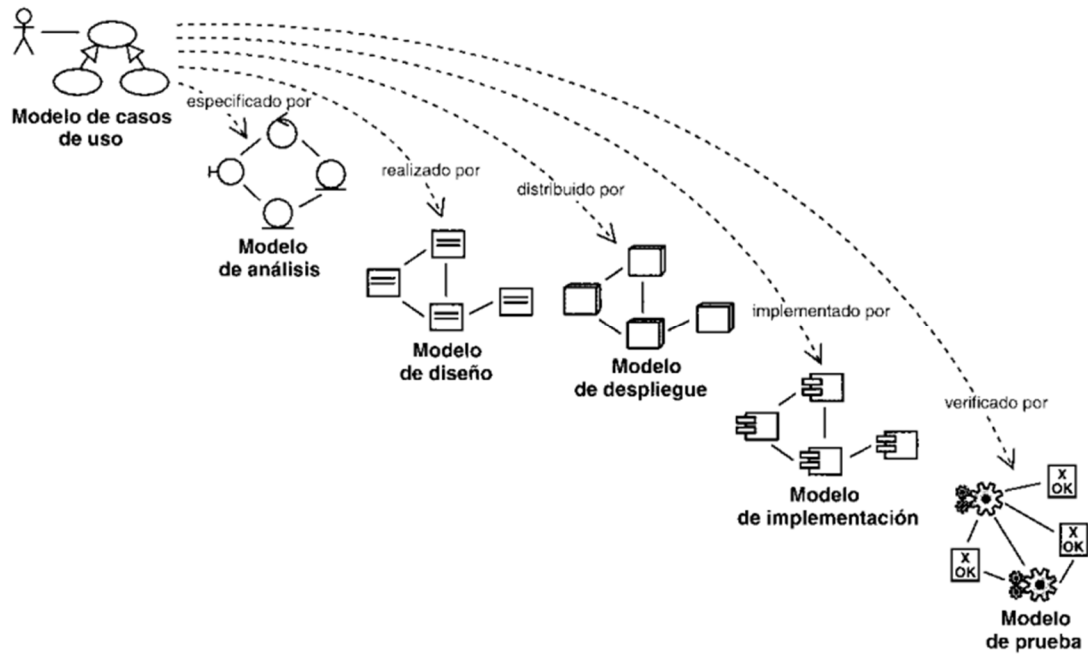 Modelo de casos
de uso
especificado por
Modelo
de análisis
realizado por
Modelo
de diseño
distribuido por
Modelo
de despliegue
implementado por
Modelo
de implementación
verificado por
X
OK
X
OK
X
OK
Modelo
de prueba